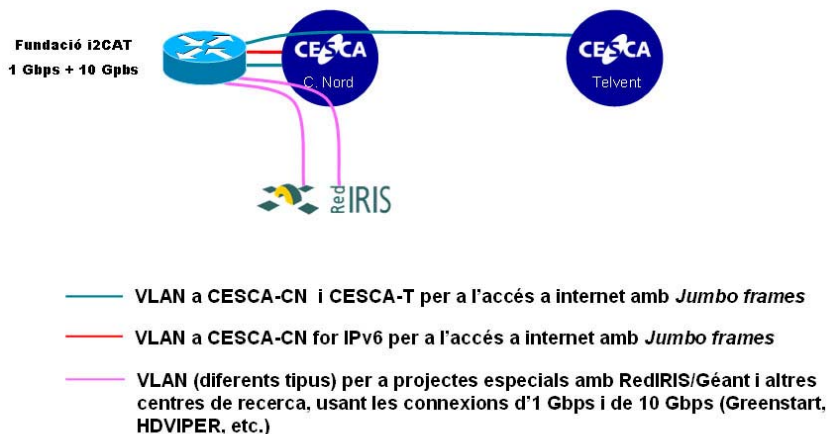 Fundació i2CAT
1 Gbps + 10 Gpbs
CESCA
C. Nord
CESCA
Telvent
Red IRIS
VLAN a CESCA-CN i CESCA-T per a l'accés a internet amb Jumbo frames
VLAN a CESCA-CN for IPv6 per a l'accés a internet amb Jumbo frames
VLAN (diferents tipus) per a projectes especials amb RedIRIS/Géant i altres
centres de recerca, usant les connexions d'1 Gbps i de 10 Gbps (Greenstart,
HDVIPER, etc.)